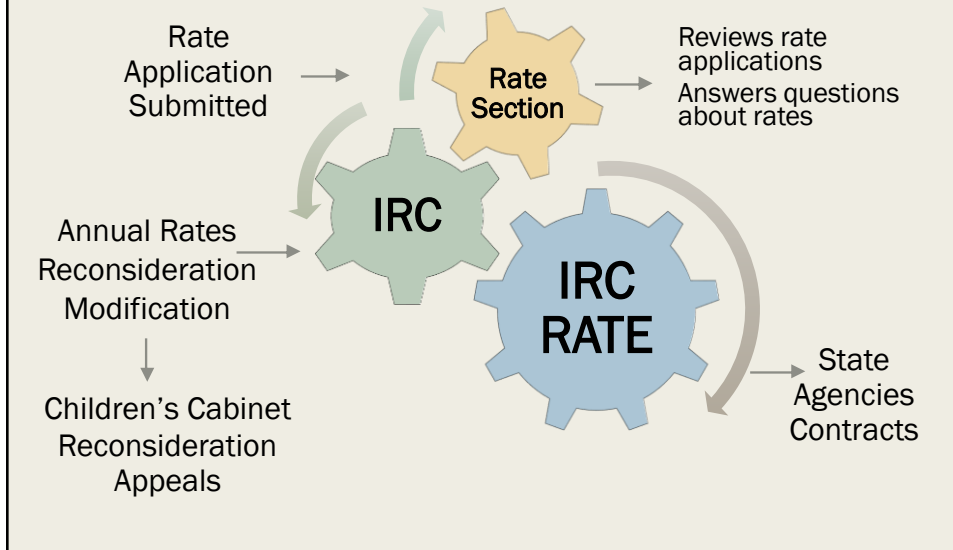 Rate
Application
Submitted
Rate
Section
Reviews rate
applications
Answers questions
about rates
IRC
Annual Rates
Reconsideration
Modification
IRC
RATE
Children's Cabinet
Reconsideration
Appeals
State
Agencies
Contracts